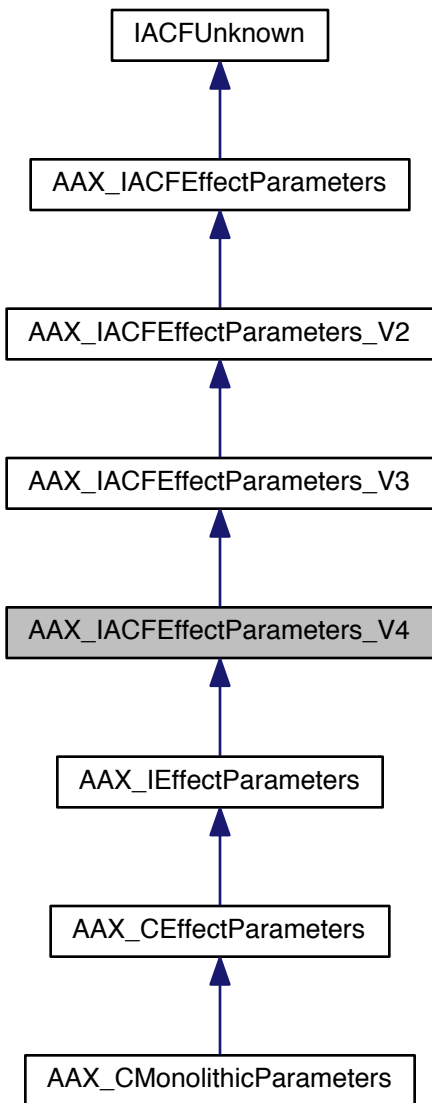 IACFUnknown
AAX_IACFEffectParameters
AAX_IACFEffectParameters_V2
AAX_IACFEffectParameters_V3
AAX_IACFEffectParameters_V4
AAX_IEffectParameters
AAX_CEffectParameters
AAX_CMonolithicParameters